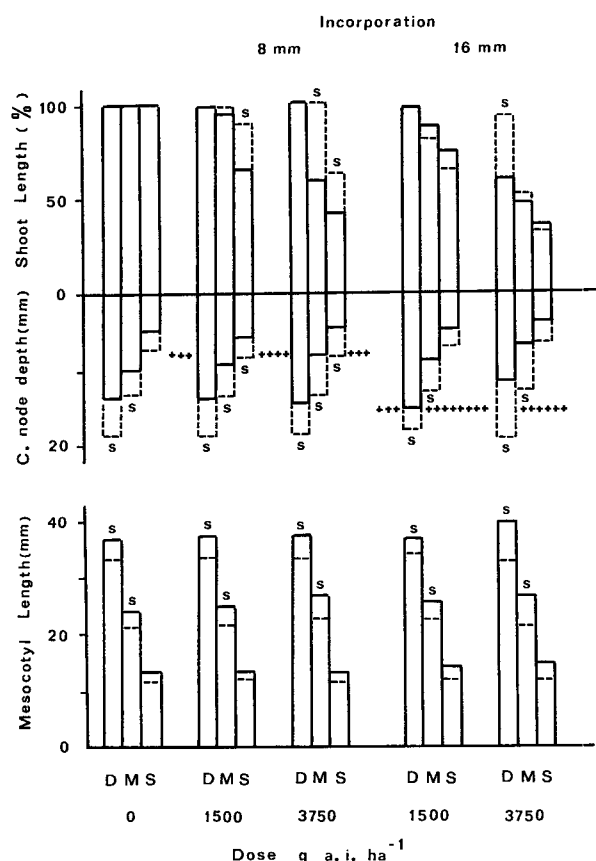 Incorporation
8 mm 16 mm
Shoot Length (%)
100
50
0
s s s s s
C. node depth(mm)
20
+++ ++++ +++ +++ ++++++++++ +++++++
s s s s s s s s s s s
Mesocotyl Length(mm)
40
20
0
s s s s s s s s s s
D M S D M S D M S D M S D M S
0 1500 3750 1500 3750
Dose g a. i. ha⁻¹